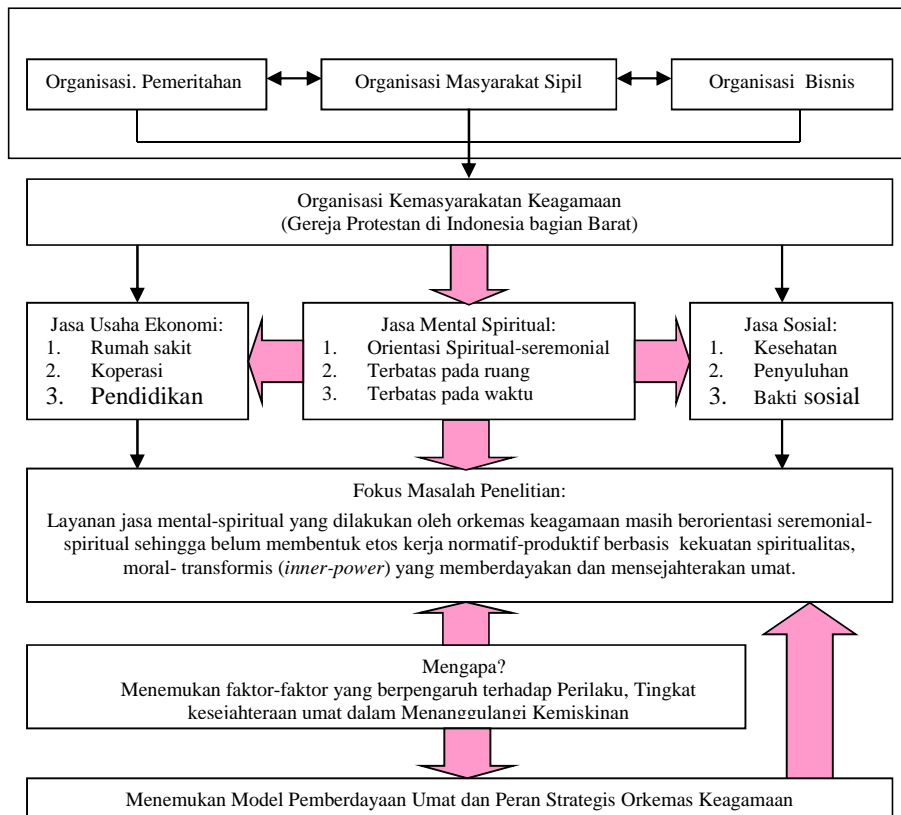 Organisasi. Pemeritahan
Organisasi Masyarakat Sipil
Organisasi Bisnis
Organisasi Kemasyarakatan Keagamaan
(Gereja Protestan di Indonesia bagian Barat)
Jasa Usaha Ekonomi:
1. Rumah sakit
2. Koperasi
3. Pendidikan
Jasa Mental Spiritual:
1. Orientasi Spiritual-seremonial
2. Terbatas pada ruang
3. Terbatas pada waktu
Jasa Sosial:
1. Kesehatan
2. Penyuluhan
3. Bakti sosial
Fokus Masalah Penelitian:
Layanan jasa mental-spiritual yang dilakukan oleh orkemas keagamaan masih berorientasi seremonial-
spiritual sehingga belum membentuk etos kerja normatif-produktif berbasis kekuatan spiritualitas,
moral- transformis (inner-power) yang memberdayakan dan mensejahterakan umat.
Mengapa?
Menemukan faktor-faktor yang berpengaruh terhadap Perilaku, Tingkat
kesejahteraan umat dalam Menanggulangi Kemiskinan
Menemukan Model Pemberdayaan Umat dan Peran Strategis Orkemas Keagamaan